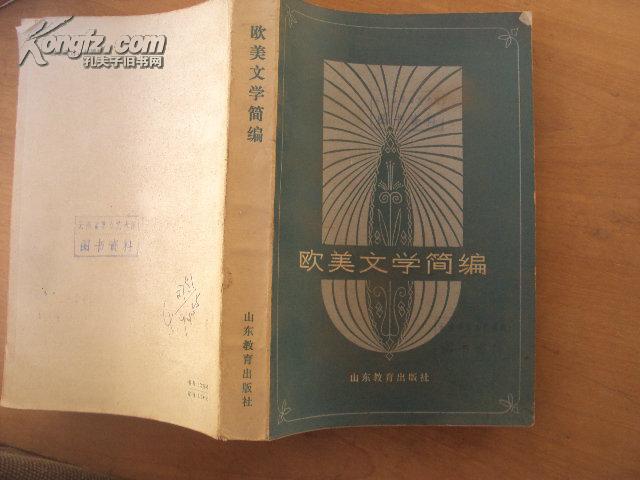 Kongfz.com
孔夫子旧书网
图书资料
欧美文学简编
山东教育出版社
欧美文学简编
山东教育出版社